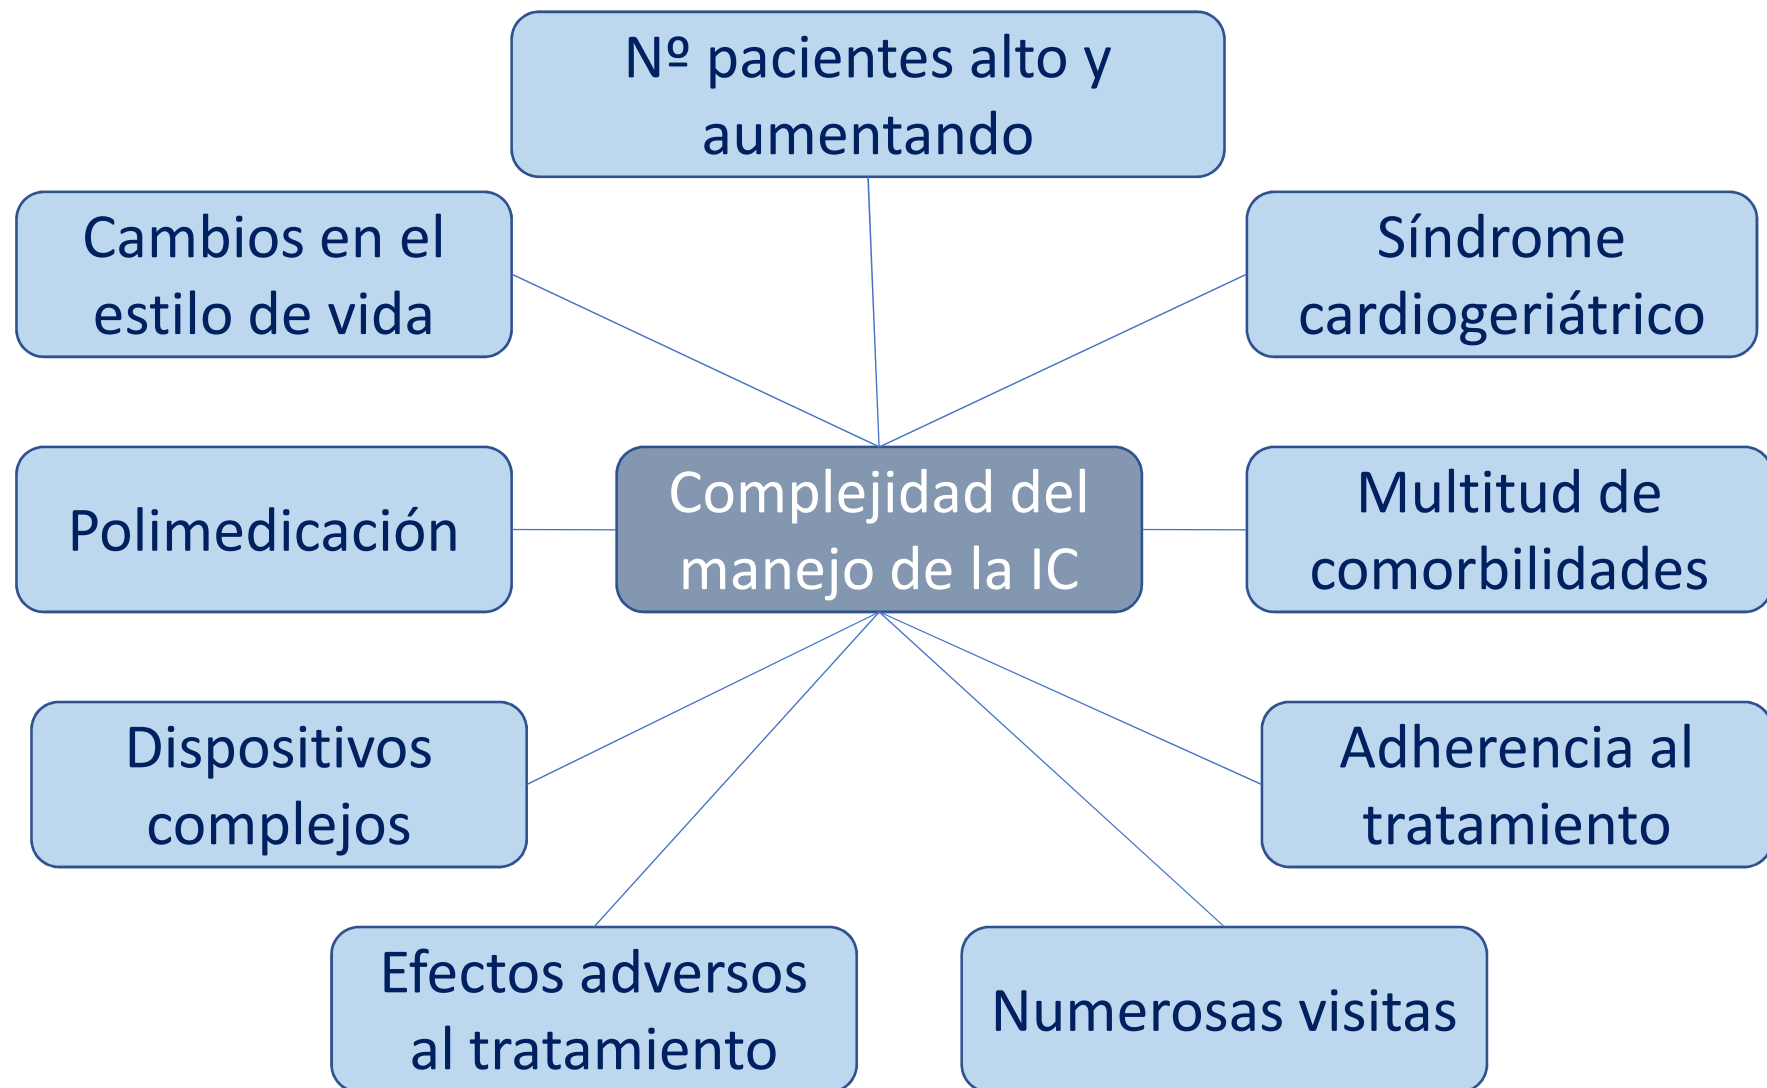 Nº pacientes alto y
aumentando
Cambios en el
estilo de vida
Síndrome
cardiogeriátrico
Polimedicación
Complejidad del
manejo de la IC
Multitud de
comorbilidades
Dispositivos
complejos
Adherencia al
tratamiento
Efectos adversos
al tratamiento
Numerosas visitas